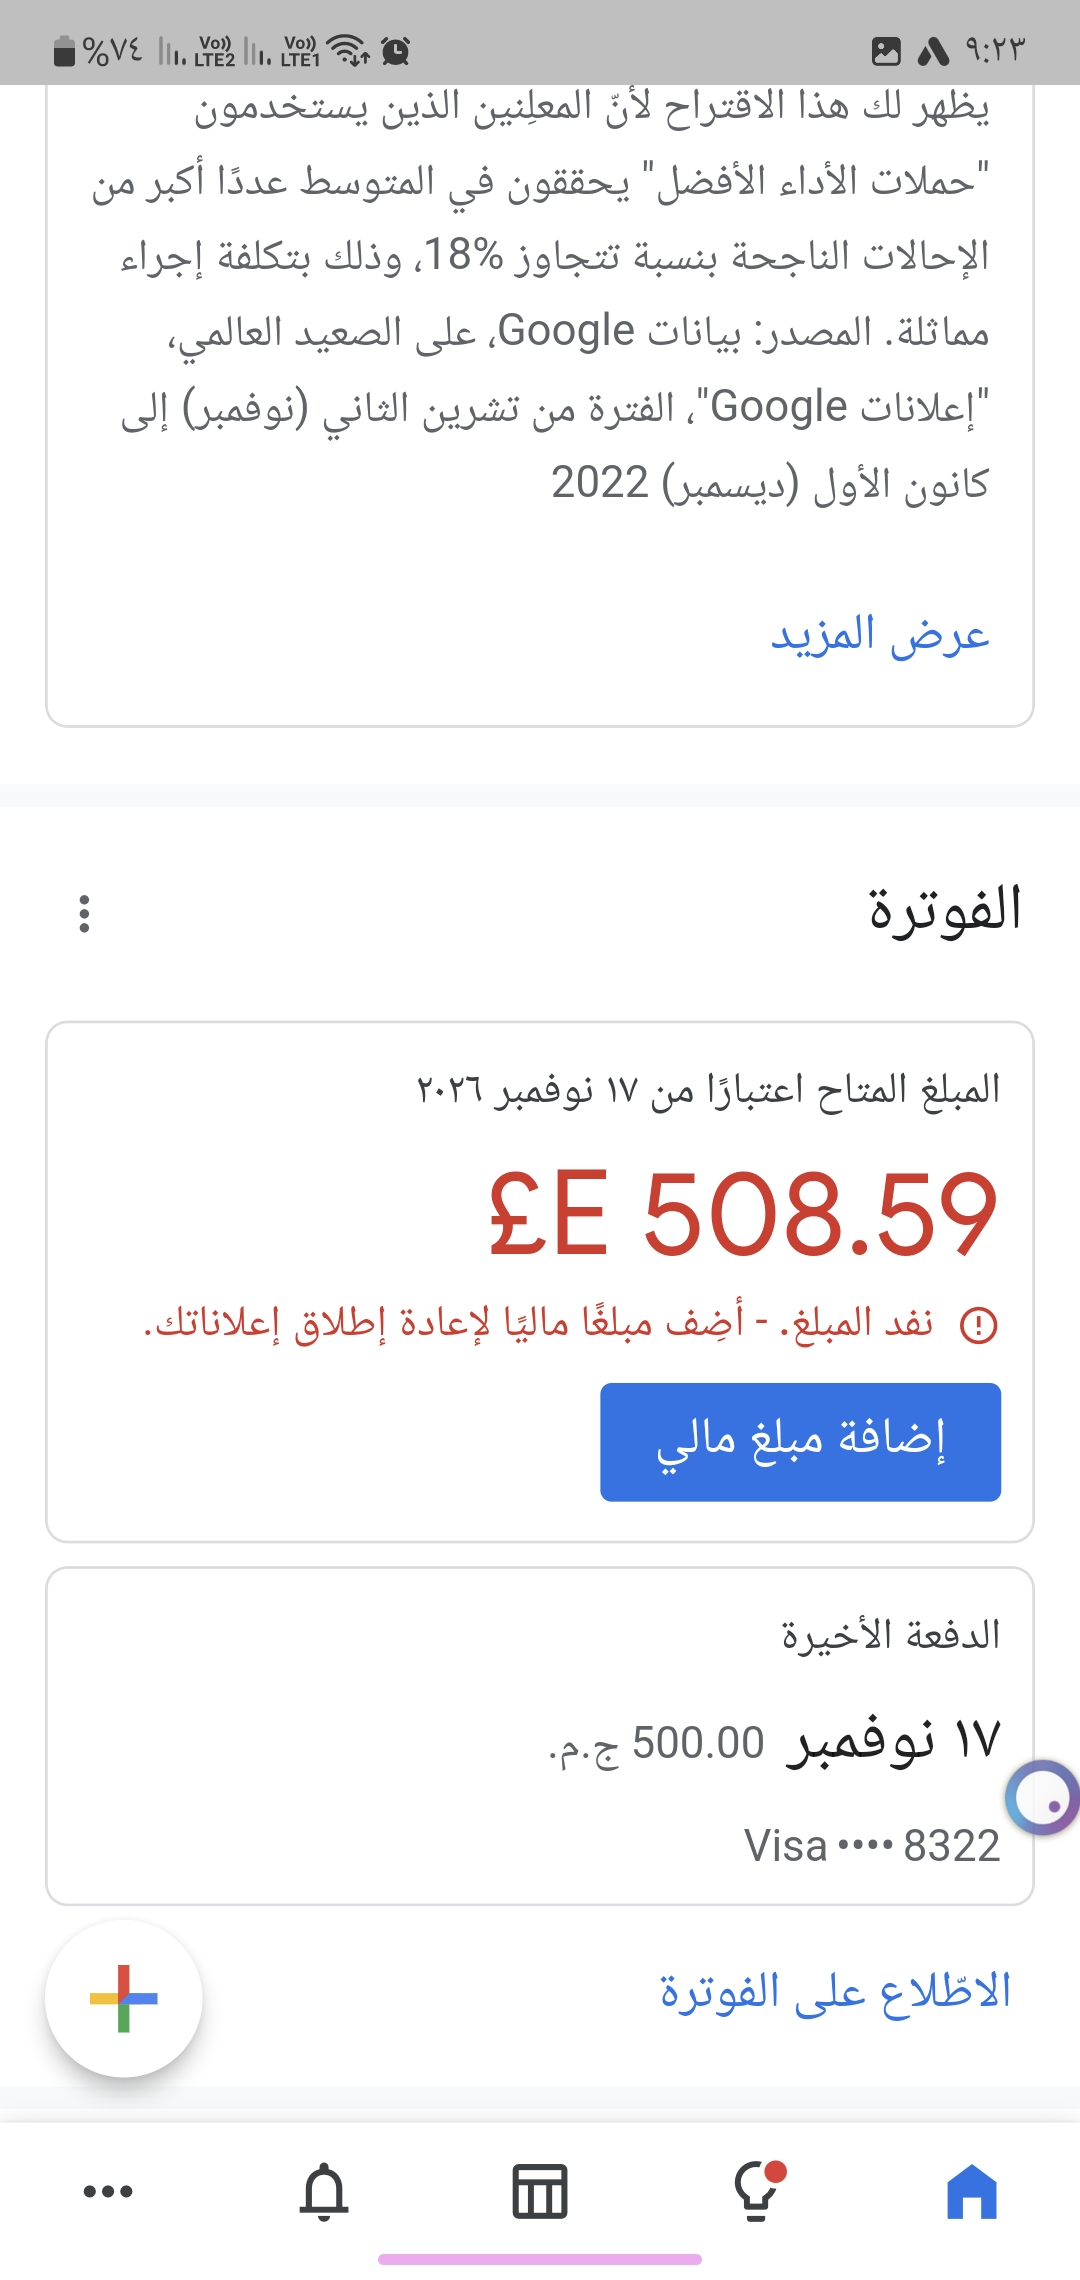 ٩:٢٣
LTE1 Vo))
LTE2 Vo))
%٧٤
يظهر لك هذا الاقتراح لأنّ المعلِنين الذين يستخدمون
"حملات الأداء الأفضل" يحققون في المتوسط عددًا أكبر من
الإحالات الناجحة بنسبة تتجاوز %18، وذلك بتكلفة إجراء
مماثلة. المصدر: بيانات Google، على الصعيد العالمي،
"إعلانات Google"، الفترة من تشرين الثاني (نوفمبر) إلى
كانون الأول (ديسمبر) 2022
عرض المزيد
الفوترة
المبلغ المتاح اعتبارًا من ١٧ نوفمبر ٢٠٢٦
£E 508.59
نفد المبلغ. - أضِف مبلغًا ماليًا لإعادة إطلاق إعلاناتك.
إضافة مبلغ مالي
الدفعة الأخيرة
١٧ نوفمبر 500.00 ج.م.
Visa •••• 8322
الاطّلاع على الفوترة